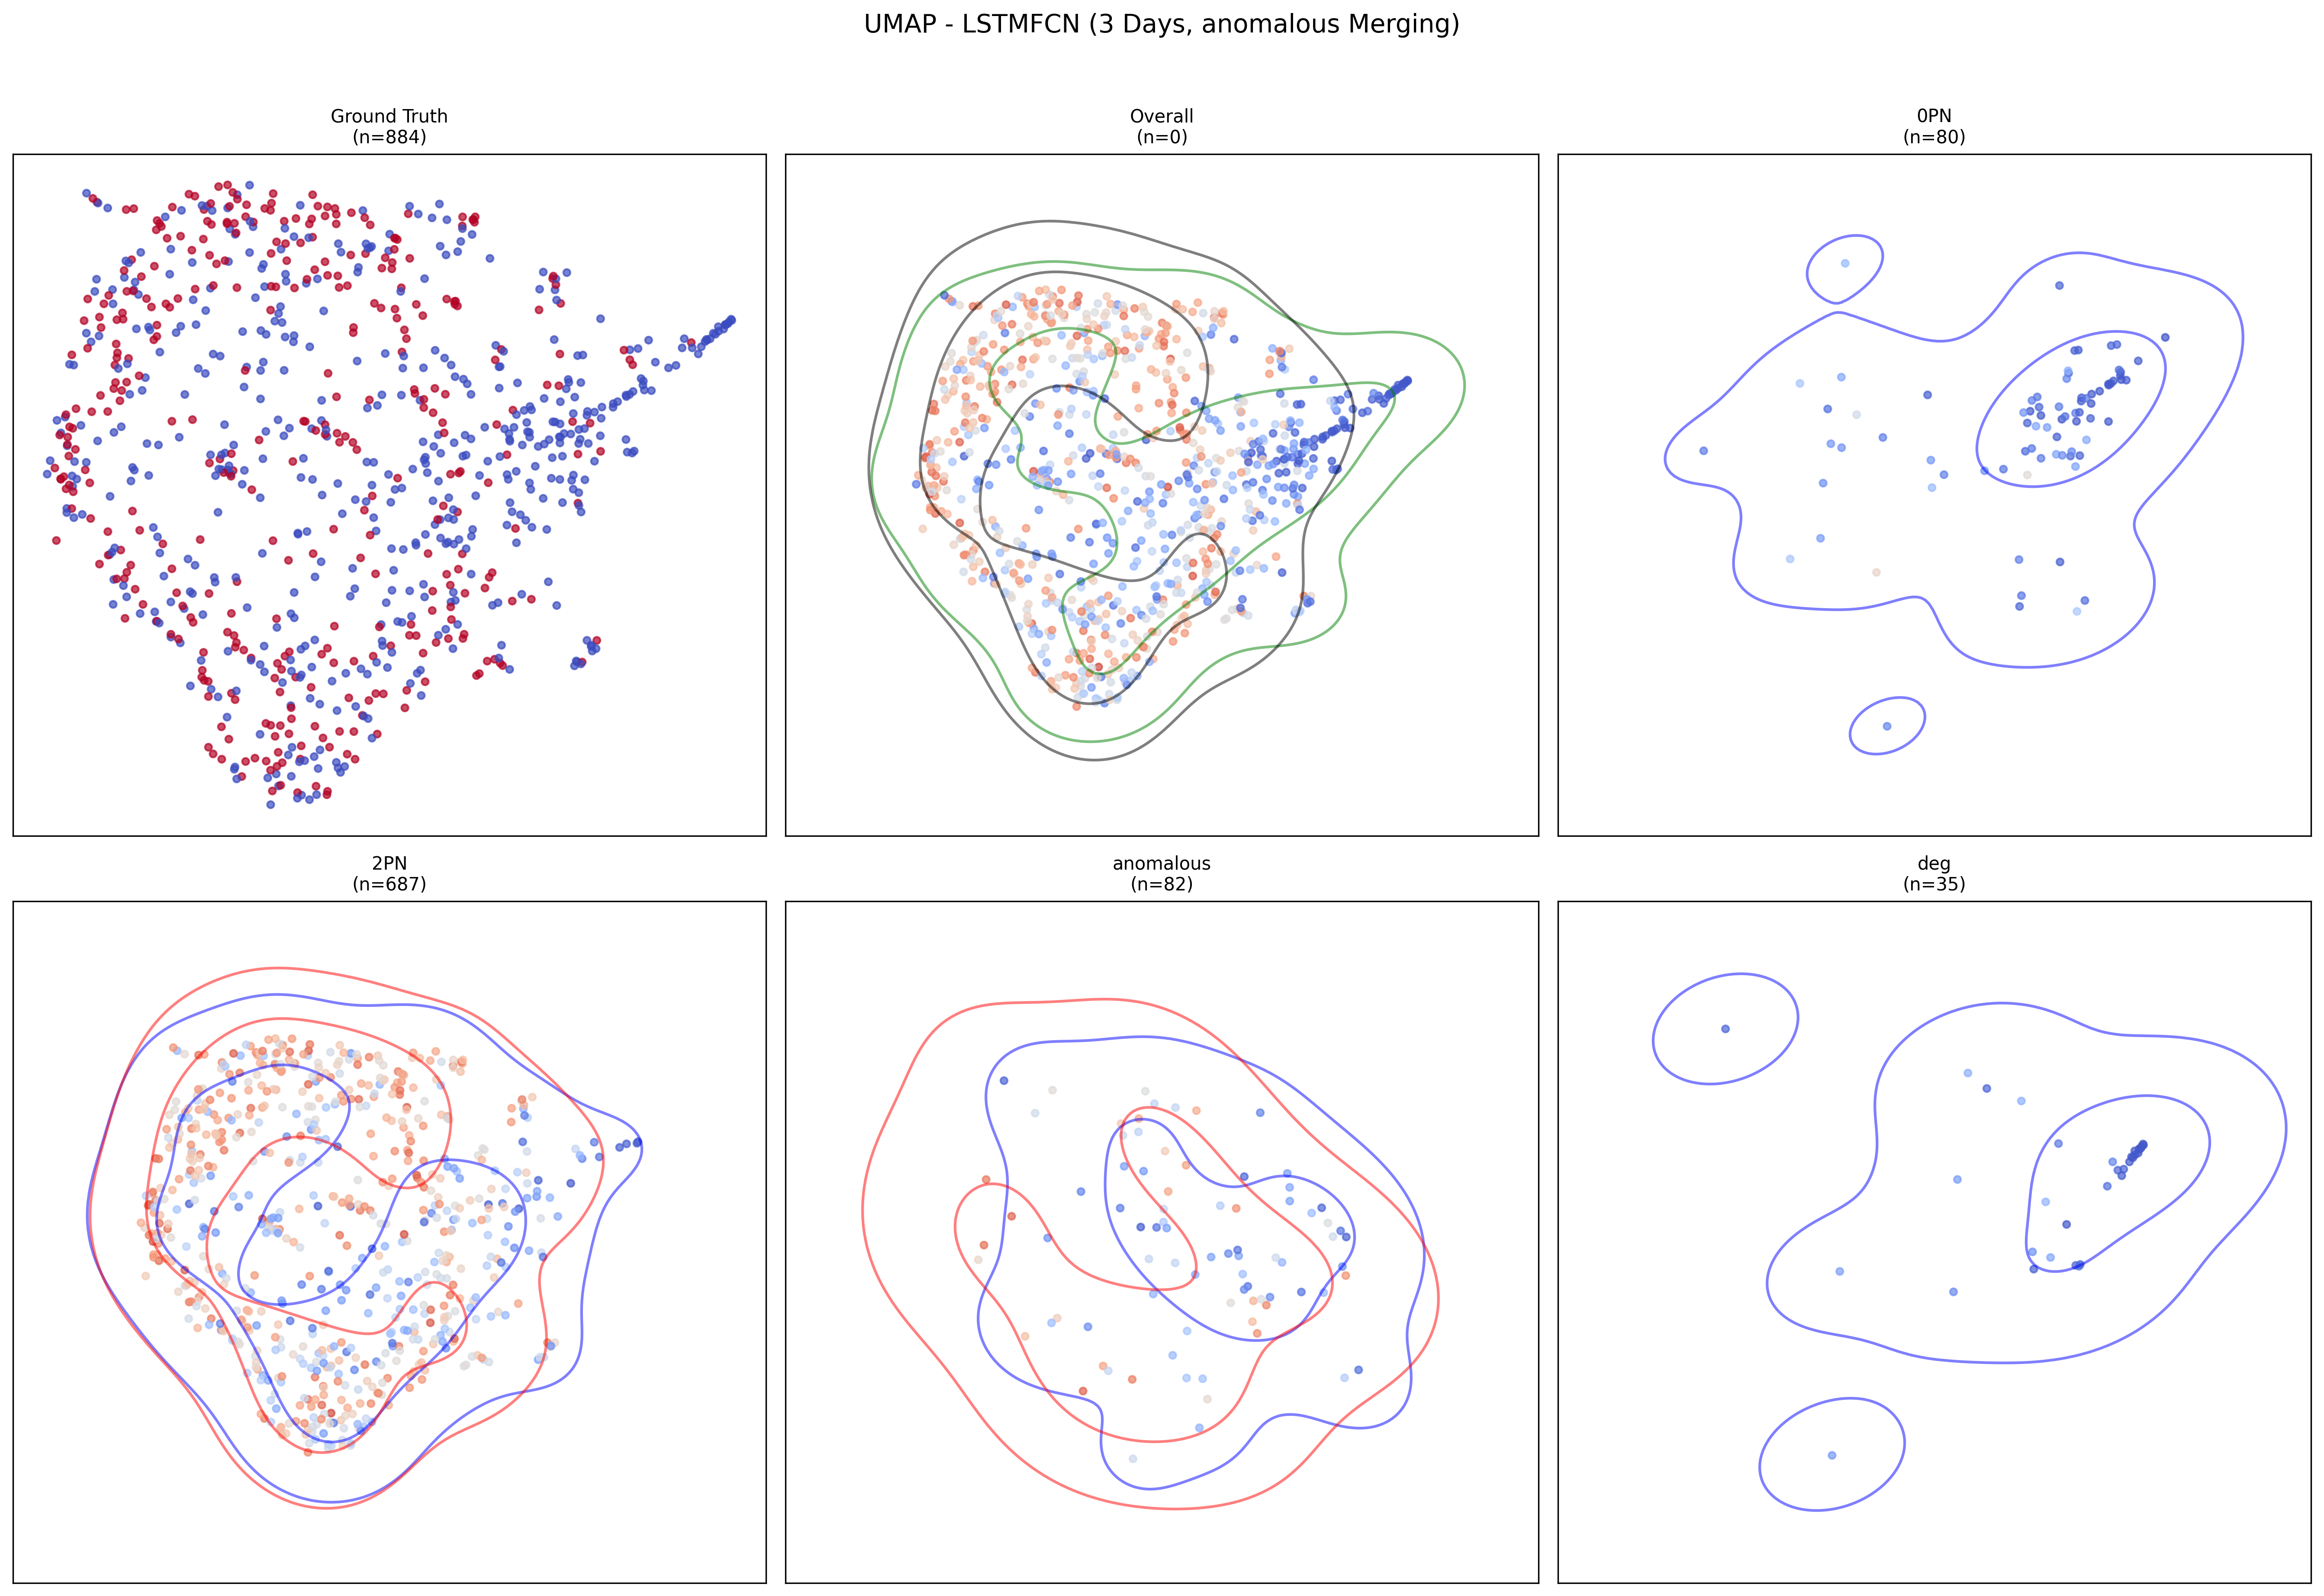 UMAP - LSTMFCN (3 Days, anomalous Merging)
Ground Truth
(n=884)
Overall
(n=0)
0PN
(n=80)
2PN
(n=687)
anomalous
(n=82)
deg
(n=35)